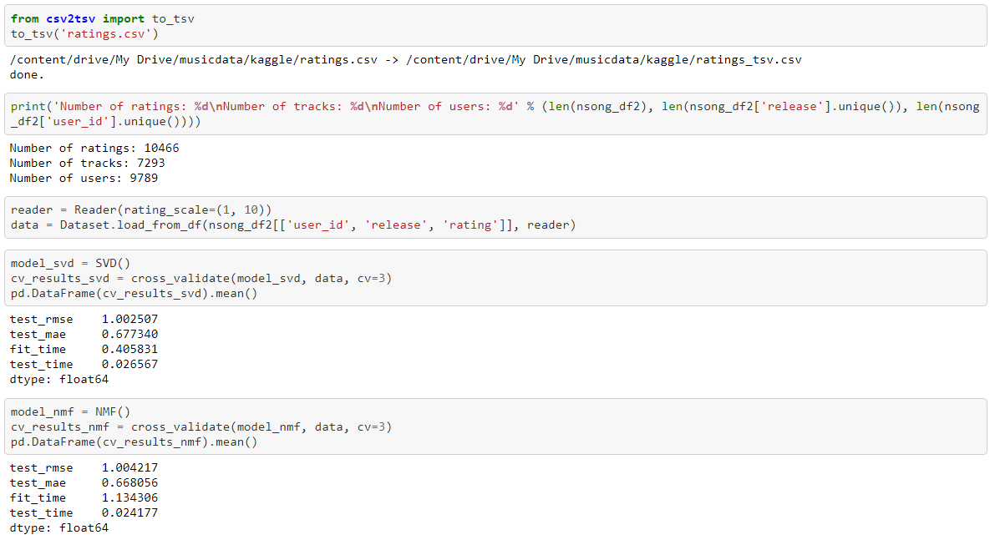 from csv2tsv import to_tsv
to_tsv('ratings.csv')
/content/drive/My Drive/musicdata/kaggle/ratings.csv -> /content/drive/My Drive/musicdata/kaggle/ratings_tsv.csv
done.
print('Number of ratings: %d\nNumber of tracks: %d\nNumber of users: %d' % (len(nsong_df2), len(nsong_df2['release'].unique()), len(nsong
_df2['user_id'].unique())))
Number of ratings: 10466
Number of tracks: 7293
Number of users: 9789
reader = Reader(rating_scale=(1, 10))
data = Dataset.load_from_df(nsong_df2[['user_id', 'release', 'rating']], reader)
model_svd = SVD()
cv_results_svd = cross_validate(model_svd, data, cv=3)
pd.DataFrame(cv_results_svd).mean()
test_rmse    1.002507
test_mae     0.677340
fit_time     0.405831
test_time    0.026567
dtype: float64
model_nmf = NMF()
cv_results_nmf = cross_validate(model_nmf, data, cv=3)
pd.DataFrame(cv_results_nmf).mean()
test_rmse    1.004217
test_mae     0.668056
fit_time     1.134306
test_time    0.024177
dtype: float64